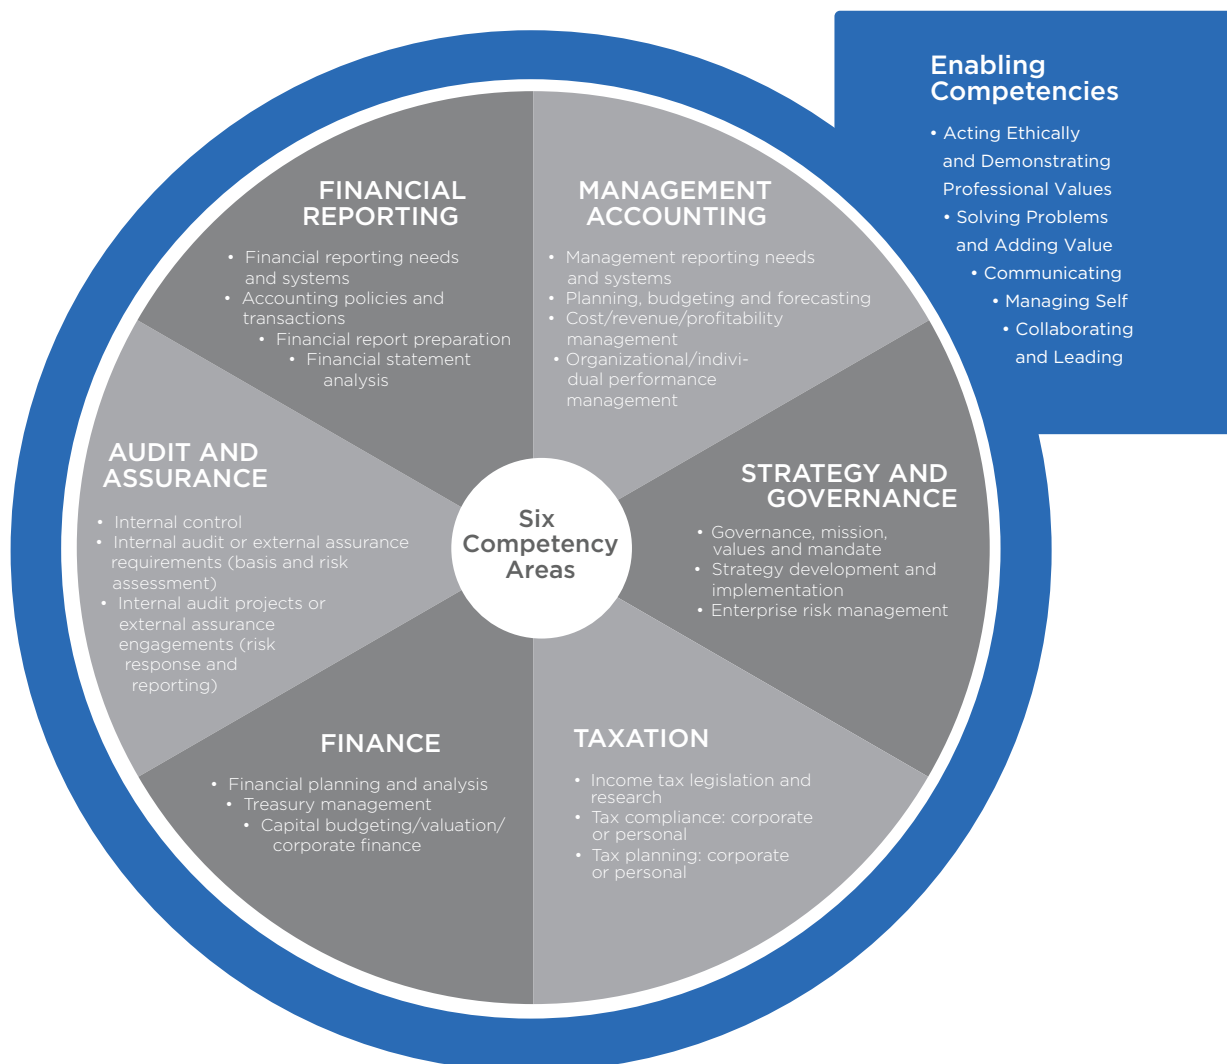 Enabling
Competencies
• Acting Ethically
and Demonstrating
Professional Values
• Solving Problems
and Adding Value
• Communicating
• Managing Self
• Collaborating
and Leading
FINANCIAL
REPORTING
• Financial reporting needs
and systems
• Accounting policies and
transactions
• Financial report preparation
• Financial statement
analysis
MANAGEMENT
ACCOUNTING
• Management reporting needs
and systems
• Planning, budgeting and forecasting
• Cost/revenue/profitability
management
• Organizational/indivi-
dual performance
management
AUDIT AND
ASSURANCE
• Internal control
• Internal audit or external assurance
requirements (basis and risk
assessment)
• Internal audit projects or
external assurance
engagements (risk
response and
reporting)
Six
Competency
Areas
STRATEGY AND
GOVERNANCE
• Governance, mission,
values and mandate
• Strategy development and
implementation
• Enterprise risk management
FINANCE
• Financial planning and analysis
• Treasury management
• Capital budgeting/valuation/
corporate finance
TAXATION
• Income tax legislation and
research
• Tax compliance: corporate
or personal
• Tax planning: corporate
or personal